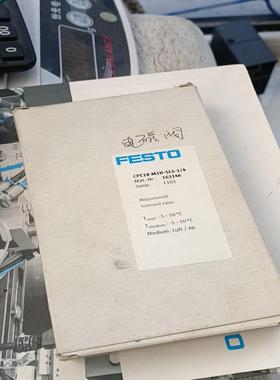 电磁阀
FESTO
CPE18-M1H-5LS-1/4
Mat.-Nr.: 163146
Serie: 1102
Magnetventil
Solenoid valve
Tamb: -5 - 50°C
Tmedium: -5 - 50°C
Medium: Luft / Air